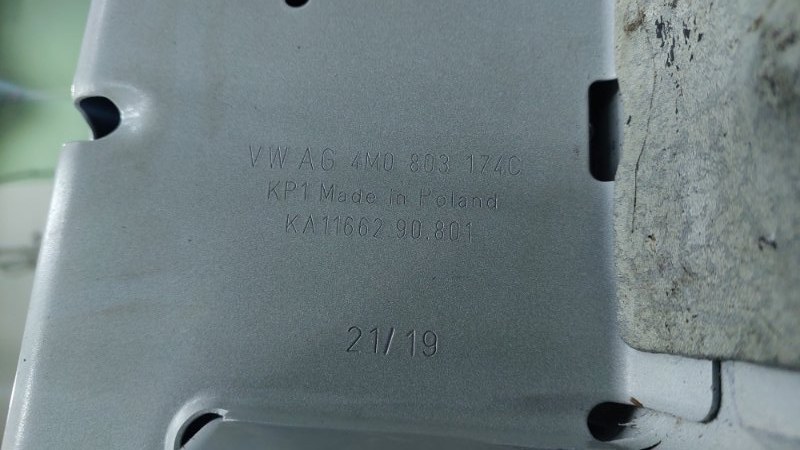 VW AG 4M0 803 174C
KP1 Made in Poland
KA11662 90.801
21/19